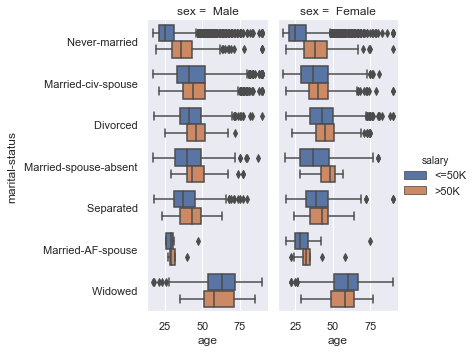 sex = Male
sex = Female
marital-status
Never-married
Married-civ-spouse
Divorced
Married-spouse-absent
Separated
Married-AF-spouse
Widowed
salary
<=50K
>50K
25 50 75
25 50 75
age
age